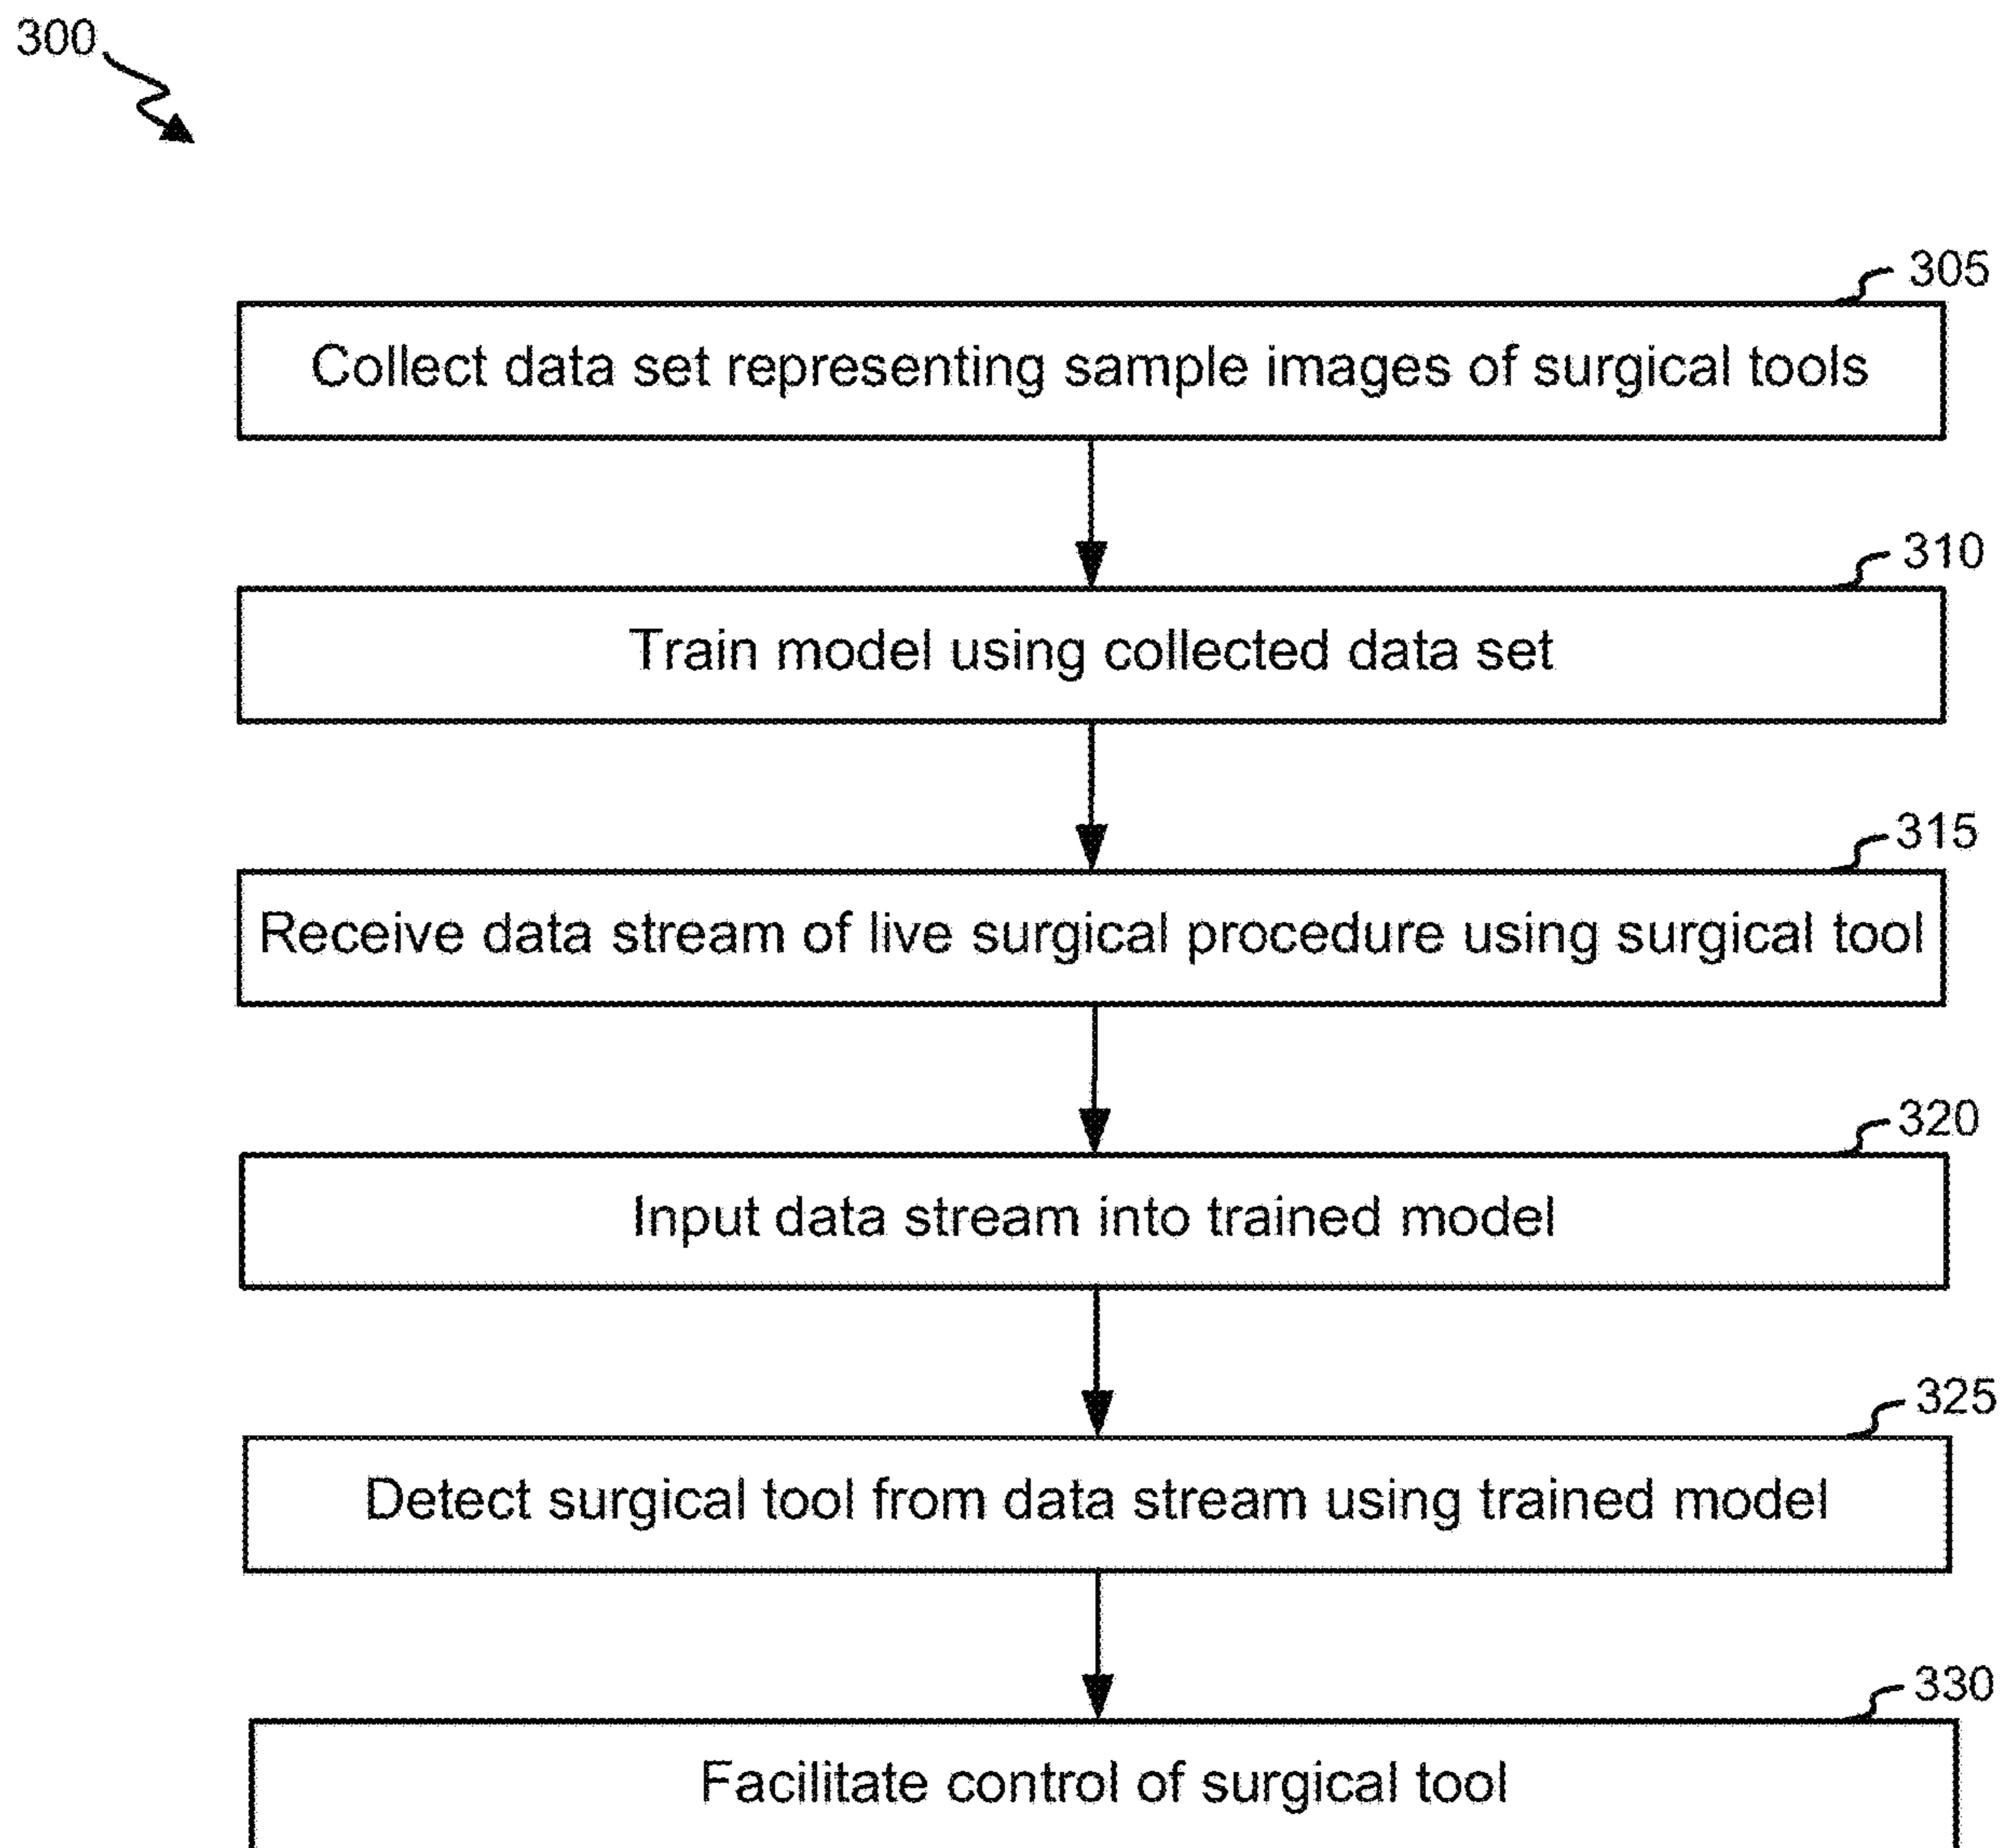 300
305
Collect data set representing sample images of surgical tools
310
Train model using collected data set
315
Receive data stream of live surgical procedure using surgical tool
320
Input data stream into trained model
325
Detect surgical tool from data stream using trained model
330
Facilitate control of surgical tool